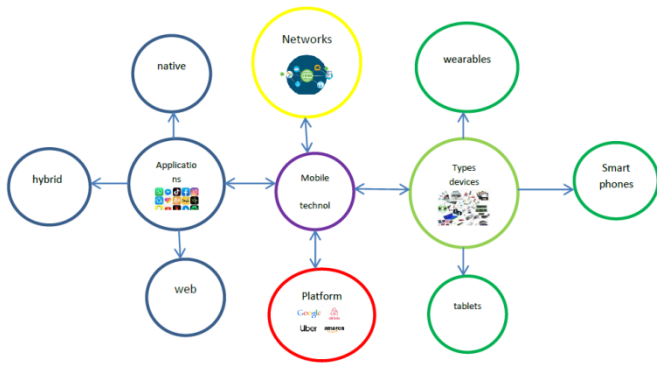 Networks
native
wearables
Applicatio
ns
Types
devices
Smart
phones
hybrid
Mobile
technol
web
Platform
Google
Uber
amazon
tablets